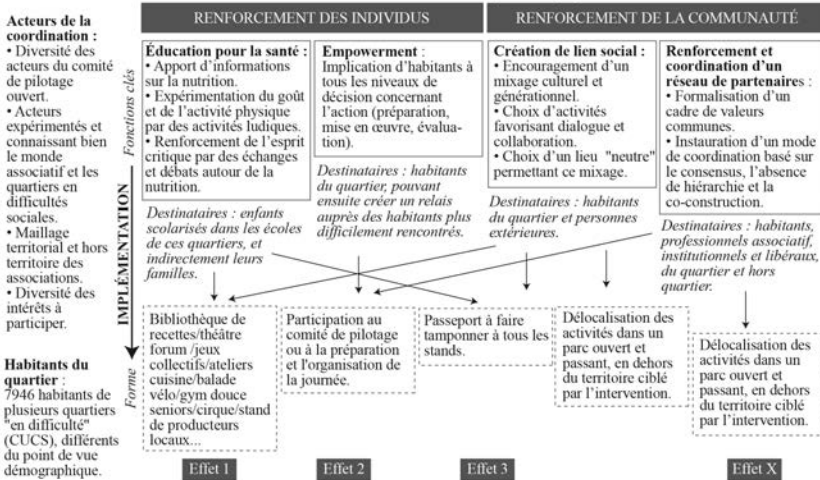 Acteurs de la
coordination :
• Diversité des
acteurs du comité
de pilotage
ouvert.
• Acteurs
expérimentés et
connaissant bien
le monde
associatif et les
quartiers en
difficultés
sociales.
• Maillage
territorial et hors
territoire des
associations.
• Diversité des
intérêts à
participer.
Habitants du
quartier :
7946 habitants de
plusieurs quartiers
"en difficulté"
(CUCS), différents
du point de vue
démographique.
Fonctions clés
IMPLÉMENTATION
Forme
RENFORCEMENT DES INDIVIDUS
RENFORCEMENT DE LA COMMUNAUTÉ
Éducation pour la santé :
• Apport d'informations
sur la nutrition.
• Expérimentation du goût
et de l'activité physique
par des activités ludiques.
• Renforcement de l'esprit
critique par des échanges
et débats autour de la
nutrition.
Destinataires : enfants
scolarisés dans les écoles
de ces quartiers, et
indirectement leurs
familles.
Empowerment :
Implication d'habitants à
tous les niveaux de
décision concernant
l'action (préparation,
mise en œuvre, évalua-
tion).
Destinataires : habitants
du quartier, pouvant
ensuite créer un relais
auprès des habitants plus
difficilement rencontrés.
Création de lien social :
• Encouragement d'un
mixage culturel et
générationnel.
• Choix d'activités
favorisant dialogue et
collaboration.
• Choix d'un lieu "neutre"
permettant ce mixage.
Destinataires : habitants
du quartier et personnes
extérieures.
Renforcement et
coordination d'un
réseau de partenaires :
• Formalisation d'un
cadre de valeurs
communes.
• Instauration d'un mode
de coordination basé sur
le consensus, l'absence
de hiérarchie et la
co-construction.
Destinataires : habitants,
professionnels associatif,
institutionnels et libéraux,
du quartier et hors
quartier.
Bibliothèque de
recettes/théâtre
forum /jeux
collectifs/ateliers
cuisine/balade
vélo/gym douce
seniors/cirque/stand
de producteurs
locaux...
Participation au
comité de pilotage
ou à la préparation
et l'organisation de
la journée.
Passeport à faire
tamponner à tous les
stands.
Délocalisation des
activités dans un
parc ouvert et
passant, en dehors
du territoire ciblé
par l'intervention.
Délocalisation des
activités dans un
parc ouvert et
passant, en dehors
du territoire ciblé
par l'intervention.
Effet 1
Effet 2
Effet 3
Effet X